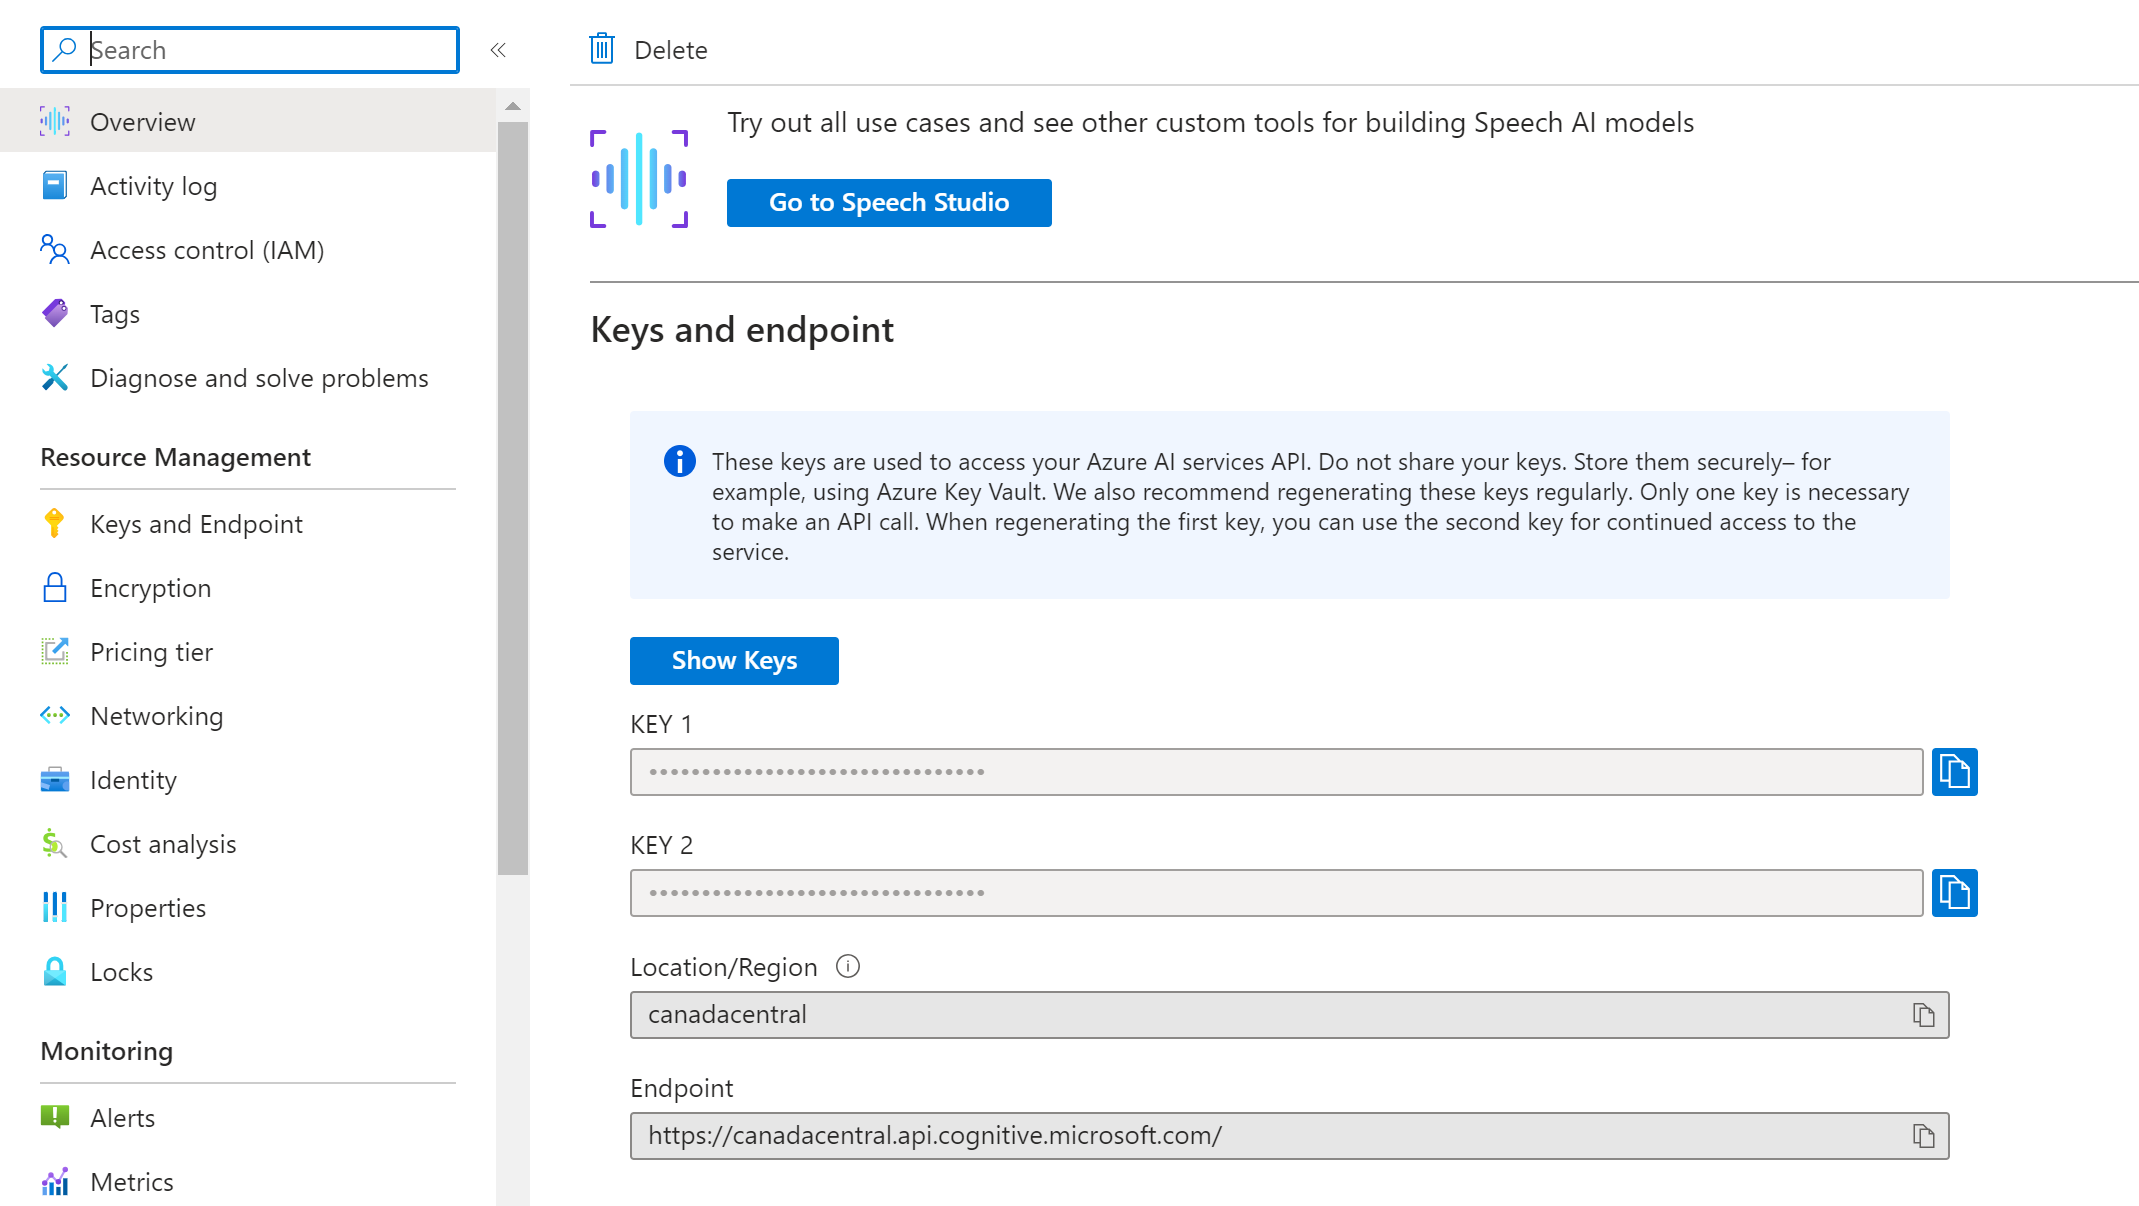 Search
Overview
Activity log
Access control (IAM)
Tags
Diagnose and solve problems
Resource Management
Keys and Endpoint
Encryption
Pricing tier
Networking
Identity
Cost analysis
Properties
Locks
Monitoring
Alerts
Metrics
Delete
Try out all use cases and see other custom tools for building Speech AI models
Go to Speech Studio
Keys and endpoint
These keys are used to access your Azure AI services API. Do not share your keys. Store them securely– for
example, using Azure Key Vault. We also recommend regenerating these keys regularly. Only one key is necessary
to make an API call. When regenerating the first key, you can use the second key for continued access to the
service.
Show Keys
KEY 1
••••••••••••••••••••••••••••••••
KEY 2
••••••••••••••••••••••••••••••••
Location/Region
canadacentral
Endpoint
https://canadacentral.api.cognitive.microsoft.com/